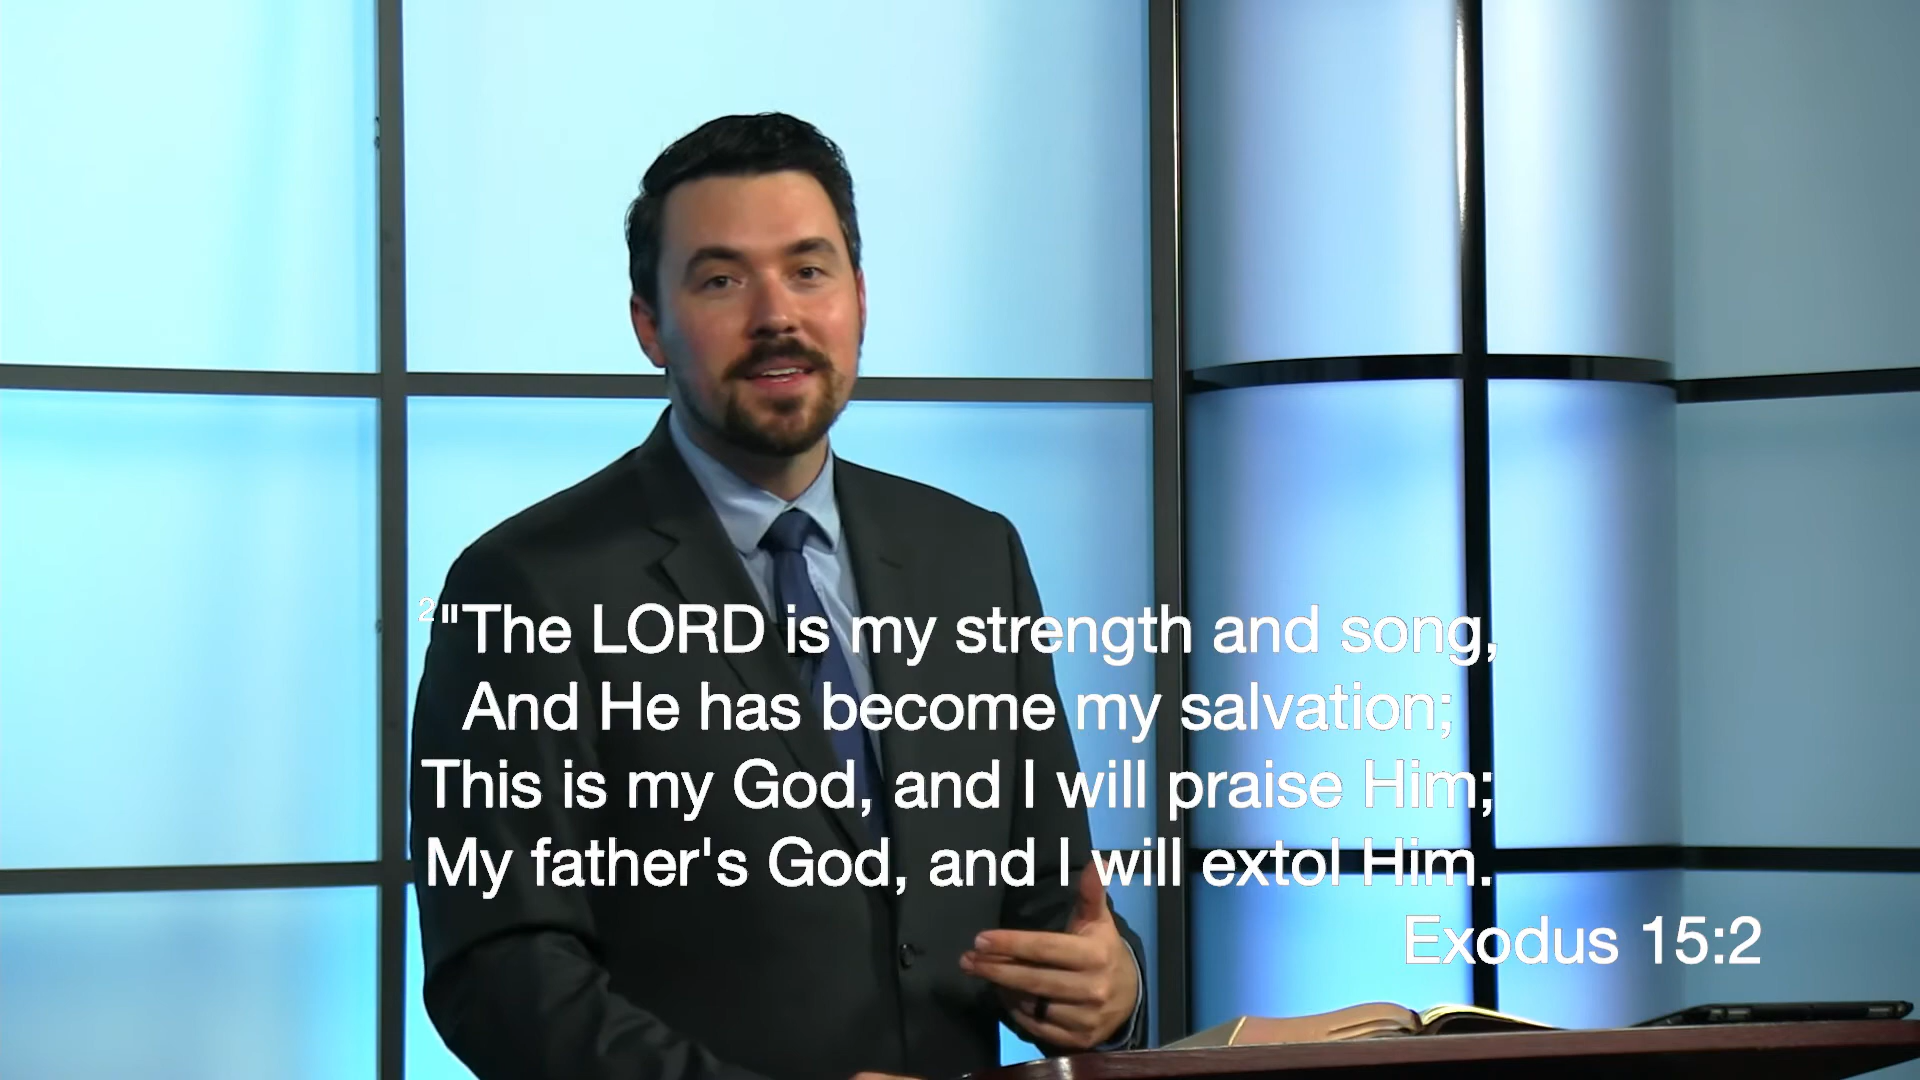 2"The LORD is my strength and song,
And He has become my salvation;
This is my God, and I will praise Him;
My father's God, and I will extol Him.
Exodus 15:2